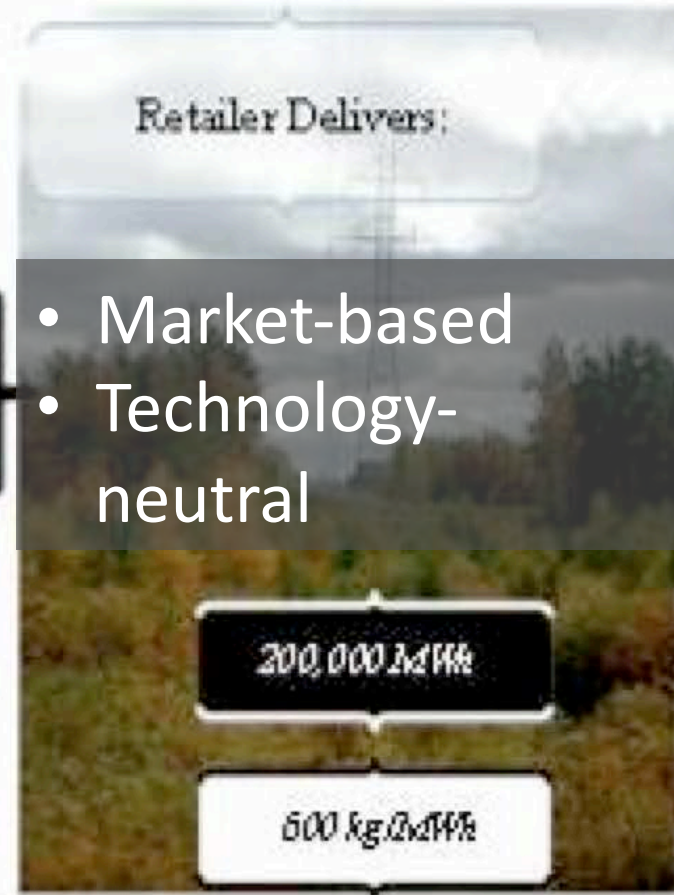 Retailer Delivers:
• Market-based
• Technology-
neutral
200,000 MWh
600 kg/MWh